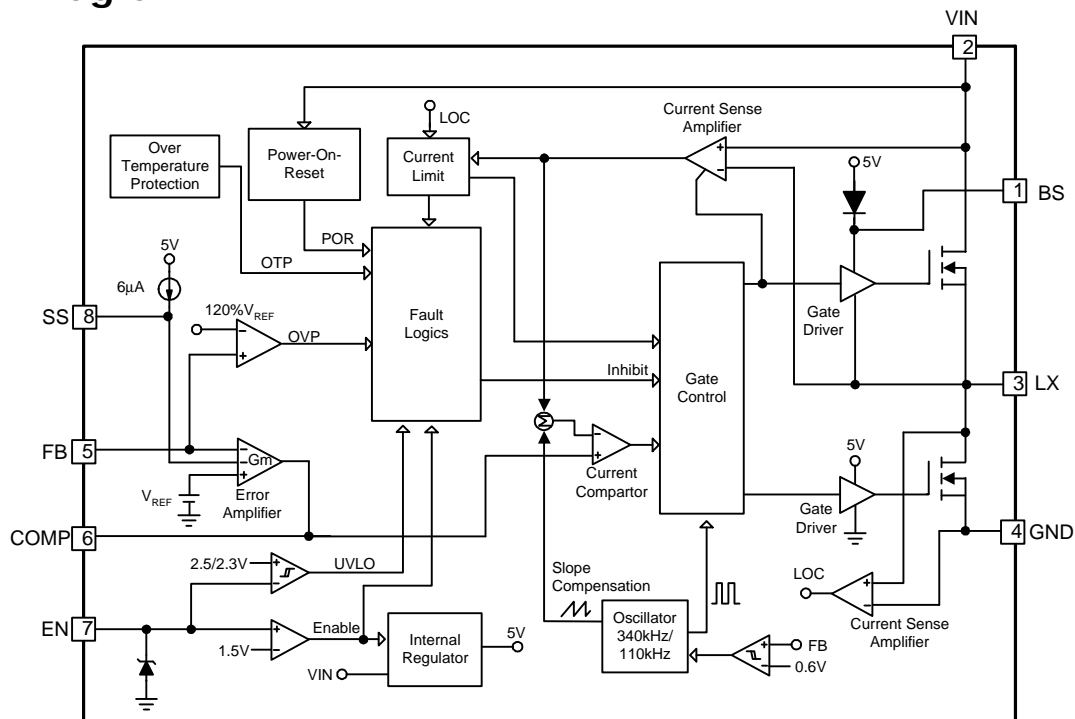 VIN
2
LOC
Current Sense
Amplifier
Over
Temperature
Protection
Power-On-
Reset
Current
Limit
5V
1
BS
POR
OTP
5V
6μA
SS
8
120%VREF
OVP
Fault
Logics
Gate
Driver
Inhibit
Gate
Control
3
LX
Σ
FB
5
Gm
Error
Amplifier
VREF
Current
Compartor
5V
Gate
Driver
COMP
6
4
GND
2.5/2.3V
UVLO
Slope
Compensation
LOC
Current Sense
Amplifier
EN
7
Enable
1.5V
Internal
Regulator
5V
VIN
Oscillator
340kHz/
110kHz
FB
0.6V